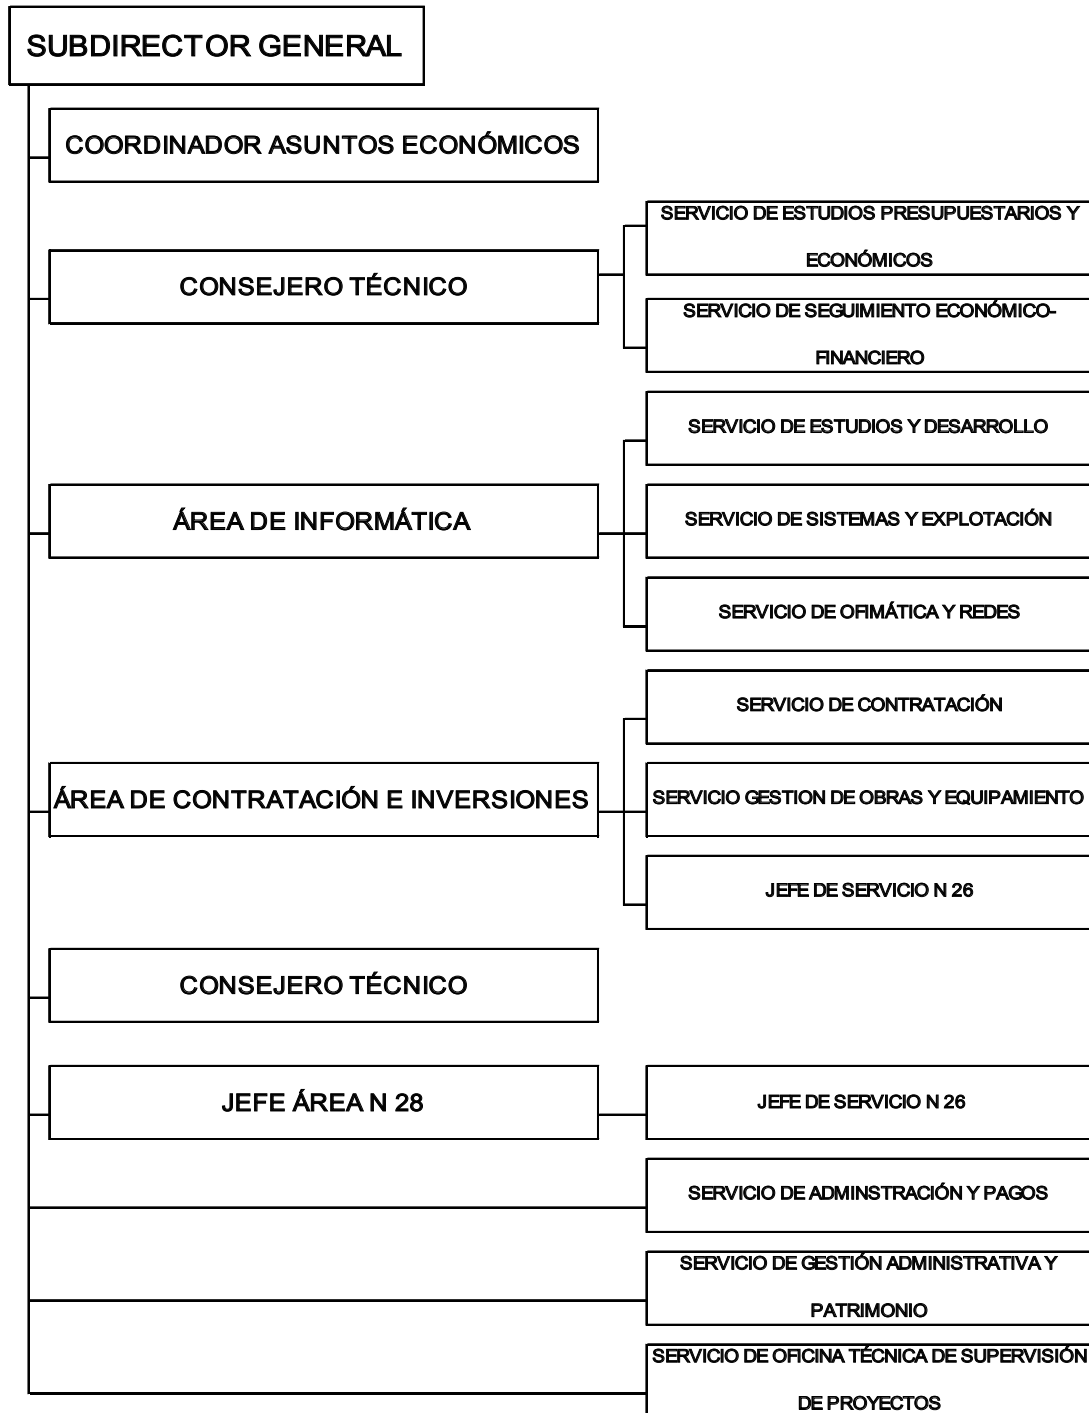 SUBDIRECTOR GENERAL
COORDINADOR ASUNTOS ECONÓMICOS
CONSEJERO TÉCNICO
SERVICIO DE ESTUDIOS PRESUPUESTARIOS Y
ECONÓMICOS
SERVICIO DE SEGUIMIENTO ECONÓMICO-
FINANCIERO
ÁREA DE INFORMÁTICA
SERVICIO DE ESTUDIOS Y DESARROLLO
SERVICIO DE SISTEMAS Y EXPLOTACIÓN
SERVICIO DE OFIMÁTICA Y REDES
ÁREA DE CONTRATACIÓN E INVERSIONES
SERVICIO DE CONTRATACIÓN
SERVICIO GESTION DE OBRAS Y EQUIPAMIENTO
JEFE DE SERVICIO N 26
CONSEJERO TÉCNICO
JEFE ÁREA N 28
JEFE DE SERVICIO N 26
SERVICIO DE ADMINSTRACIÓN Y PAGOS
SERVICIO DE GESTIÓN ADMINISTRATIVA Y
PATRIMONIO
SERVICIO DE OFICINA TÉCNICA DE SUPERVISIÓN
DE PROYECTOS